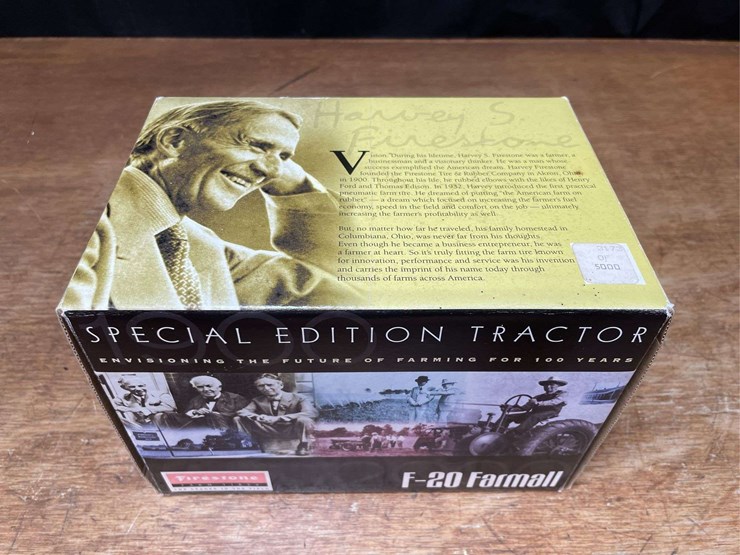 Harvey S.
Firestone
Vision. During his lifetime, Harvey S. Firestone was a farmer, a
businessman and a visionary thinker. He was a man whose
success exemplified the American dream. Harvey Firestone
founded the Firestone Tire & Rubber Company in Akron, Ohio
in 1900. Throughout his life, he rubbed elbows with the likes of Henry
Ford and Thomas Edison. In 1932, Harvey introduced the first practical
pneumatic farm tire. He dreamed of putting "the American farm on
rubber" — a dream which focused on increasing the farmer's fuel
economy, speed in the field and comfort on the job — ultimately
increasing the farmer's profitability as well.
But, no matter how far he traveled, his family homestead in
Columbiana, Ohio, was never far from his thoughts.
Even though he became a business entrepreneur, he was
a farmer at heart. So it's truly fitting the farm tire known
for innovation, performance and service was his invention
and carries the imprint of his name today through
thousands of farms across America.
OF
5000
SPECIAL EDITION TRACTOR
ENVISIONING THE FUTURE OF FARMING FOR 100 YEARS
Firestone
F-20 Farmall